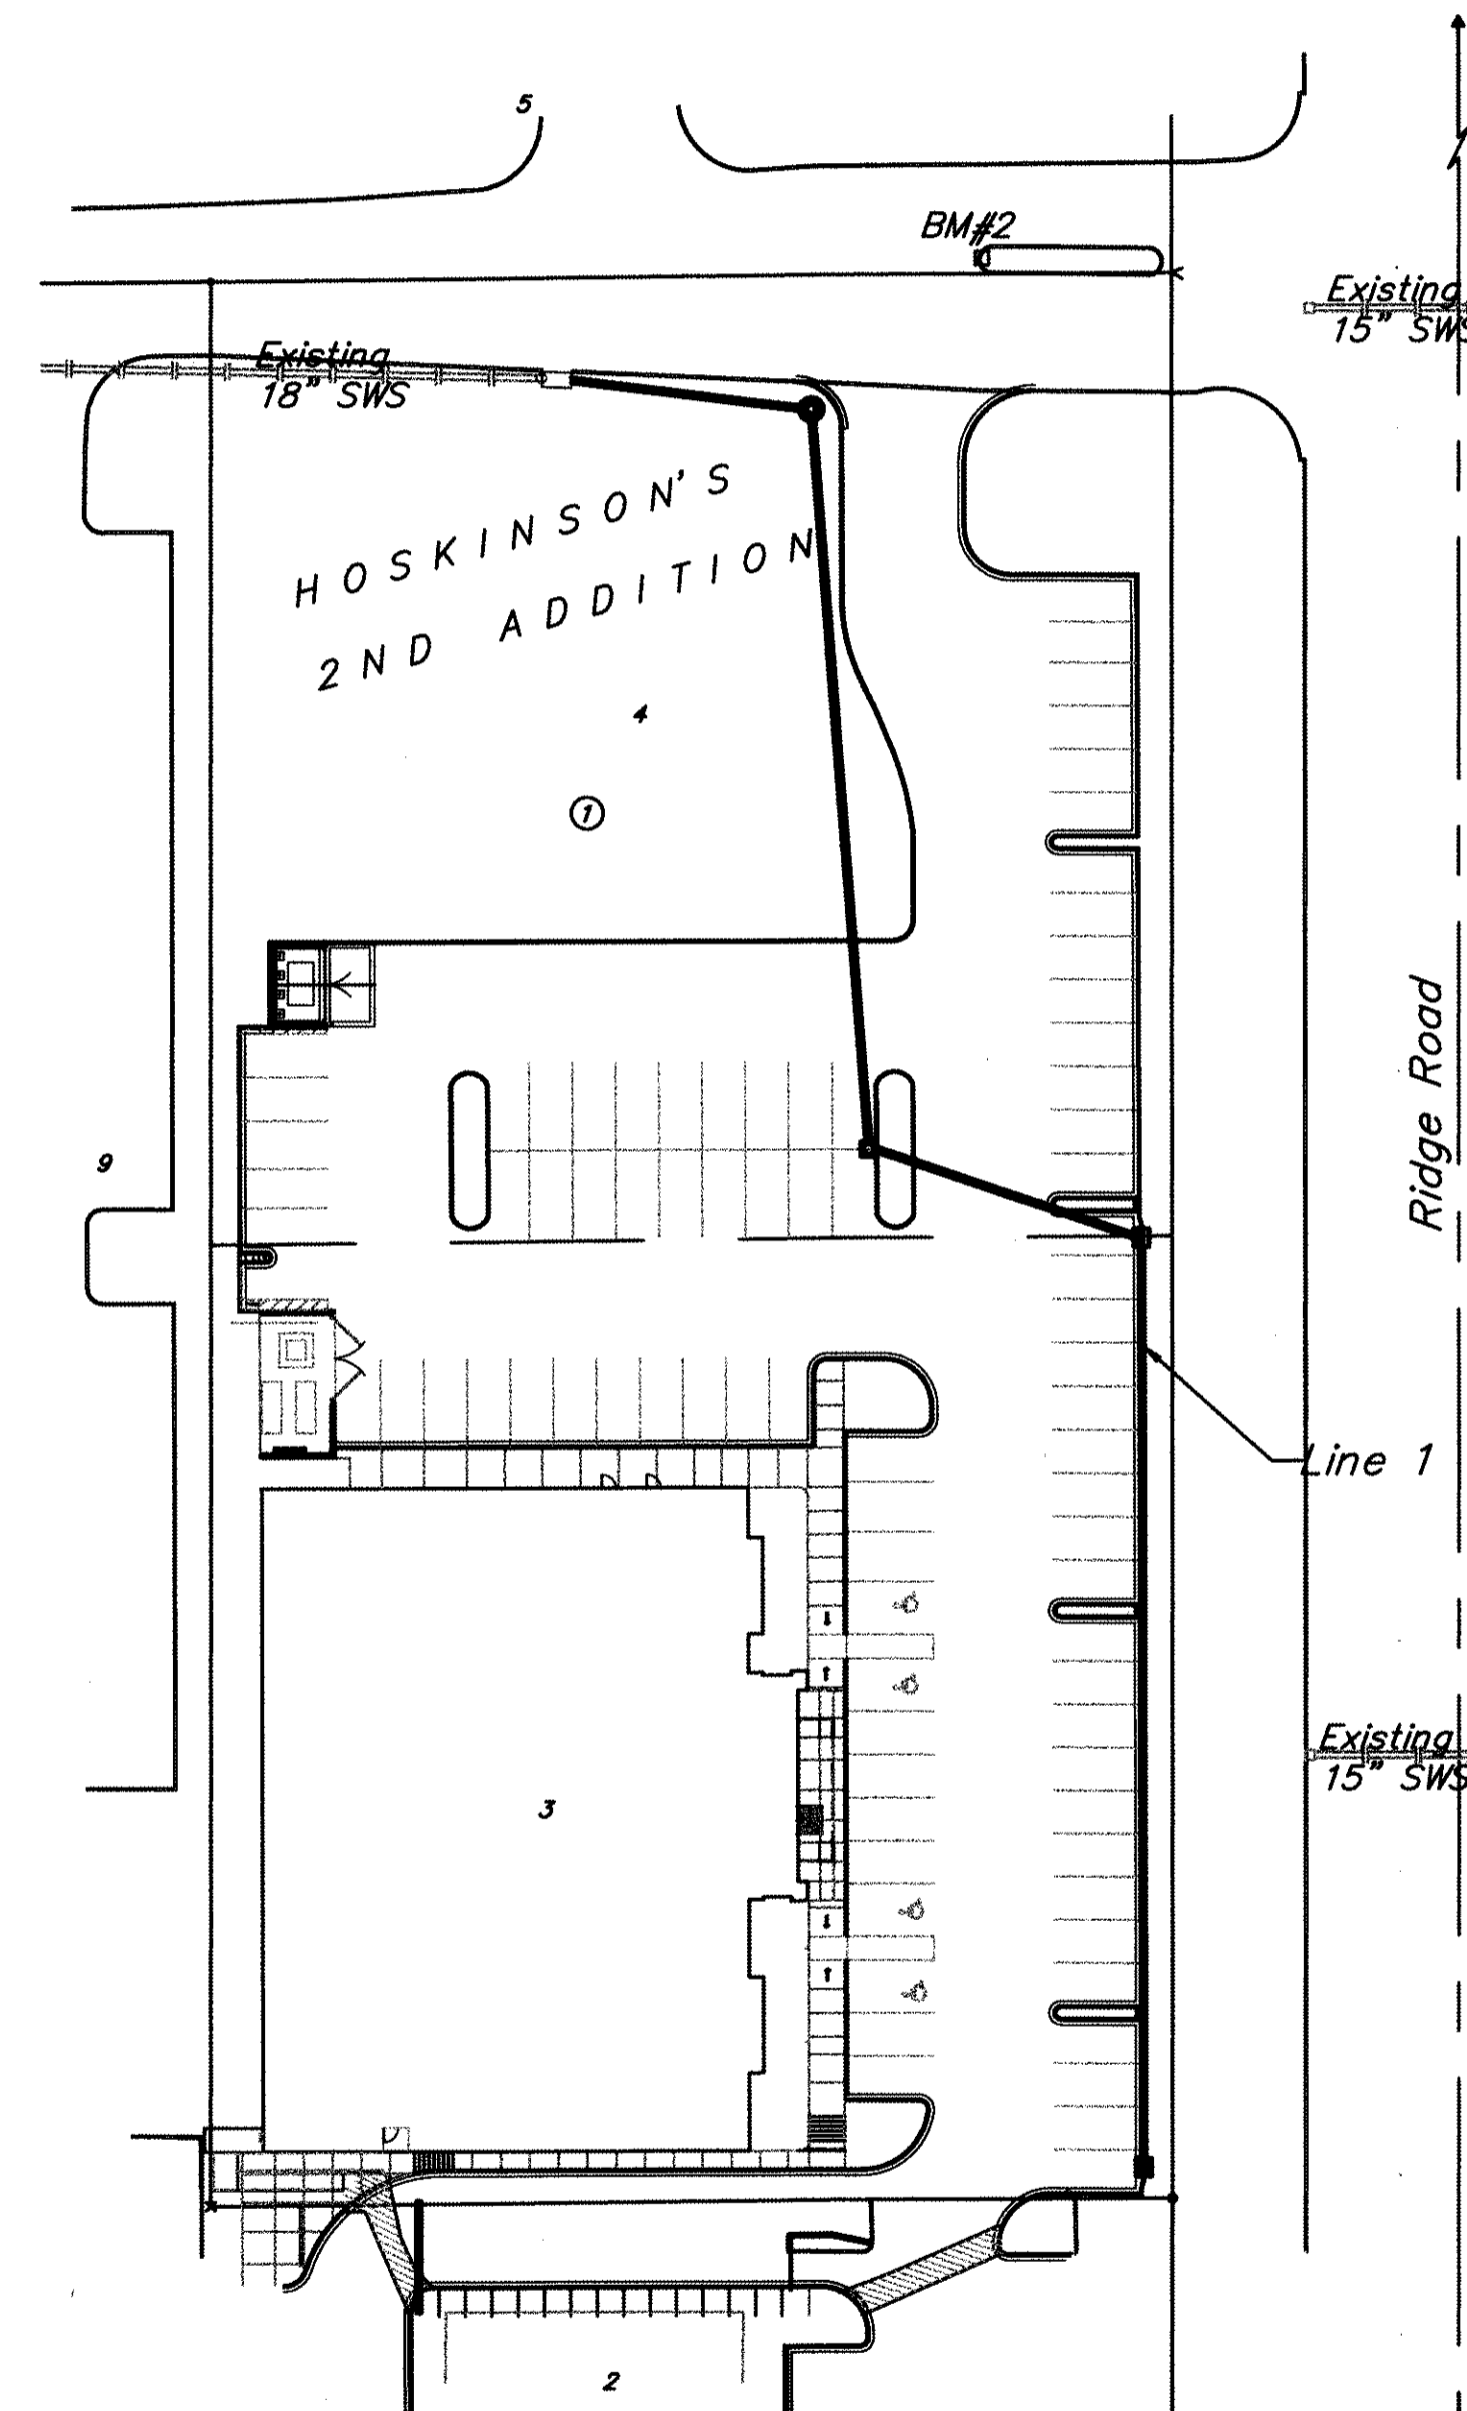 5
BM#2
Existing
15" SWS
Existing
18" SWS
HOSKINSON'S
2ND ADDITION
4
1
Ridge Road
9
Line 1
Existing
15" SWS
3
2